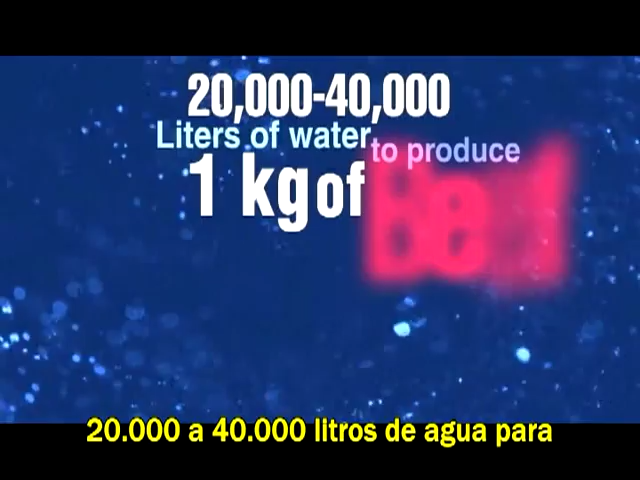 20,000-40,000
Liters of water
to produce
1 kg of
20.000 a 40.000 litros de agua para